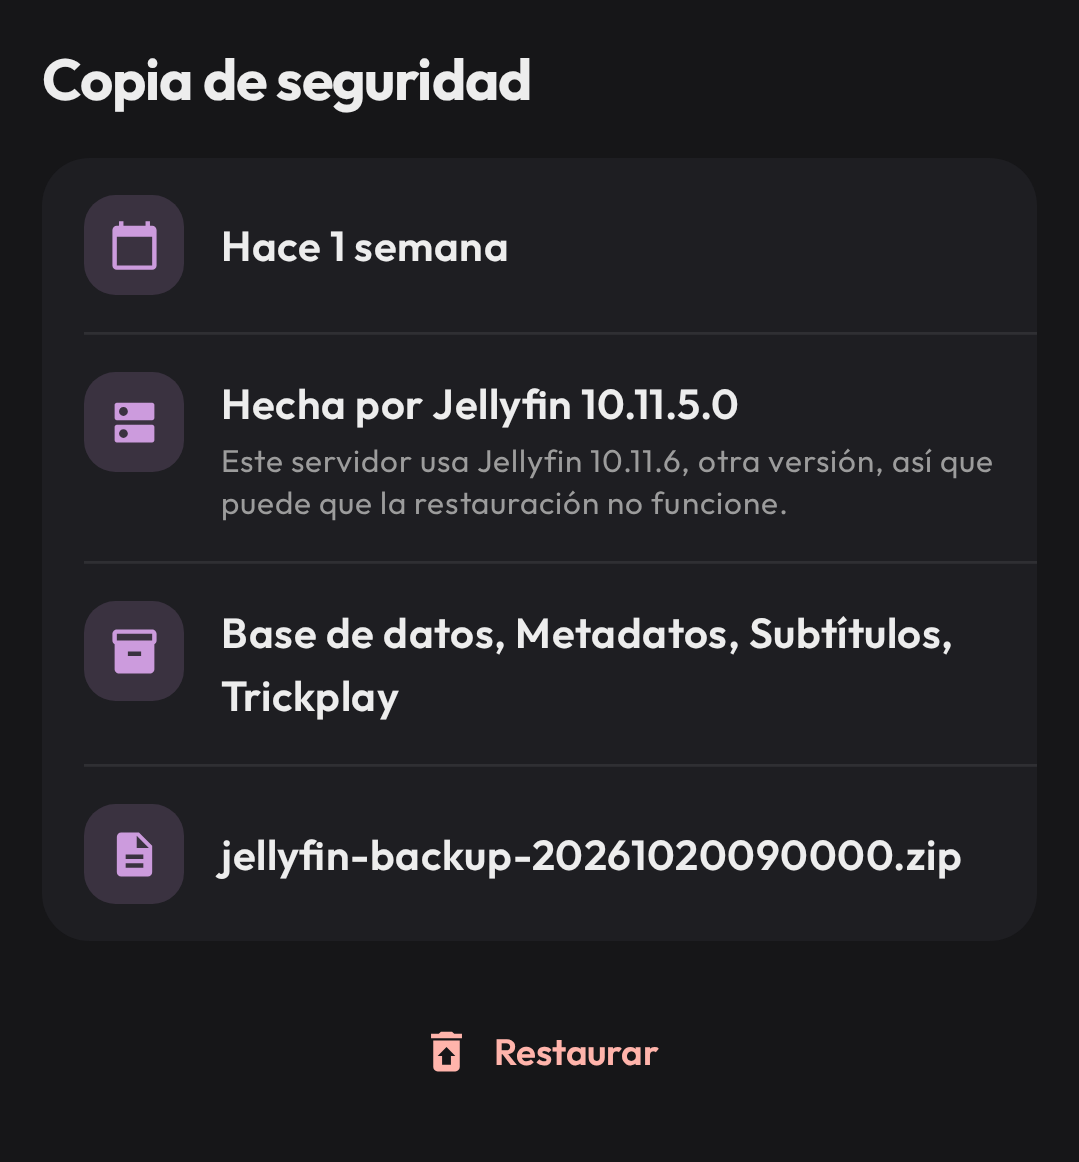 Copia de seguridad
Hace 1 semana
Hecha por Jellyfin 10.11.5.0
Este servidor usa Jellyfin 10.11.6, otra versión, así que
puede que la restauración no funcione.
Base de datos, Metadatos, Subtítulos,
Trickplay
jellyfin-backup-20261020090000.zip
Restaurar